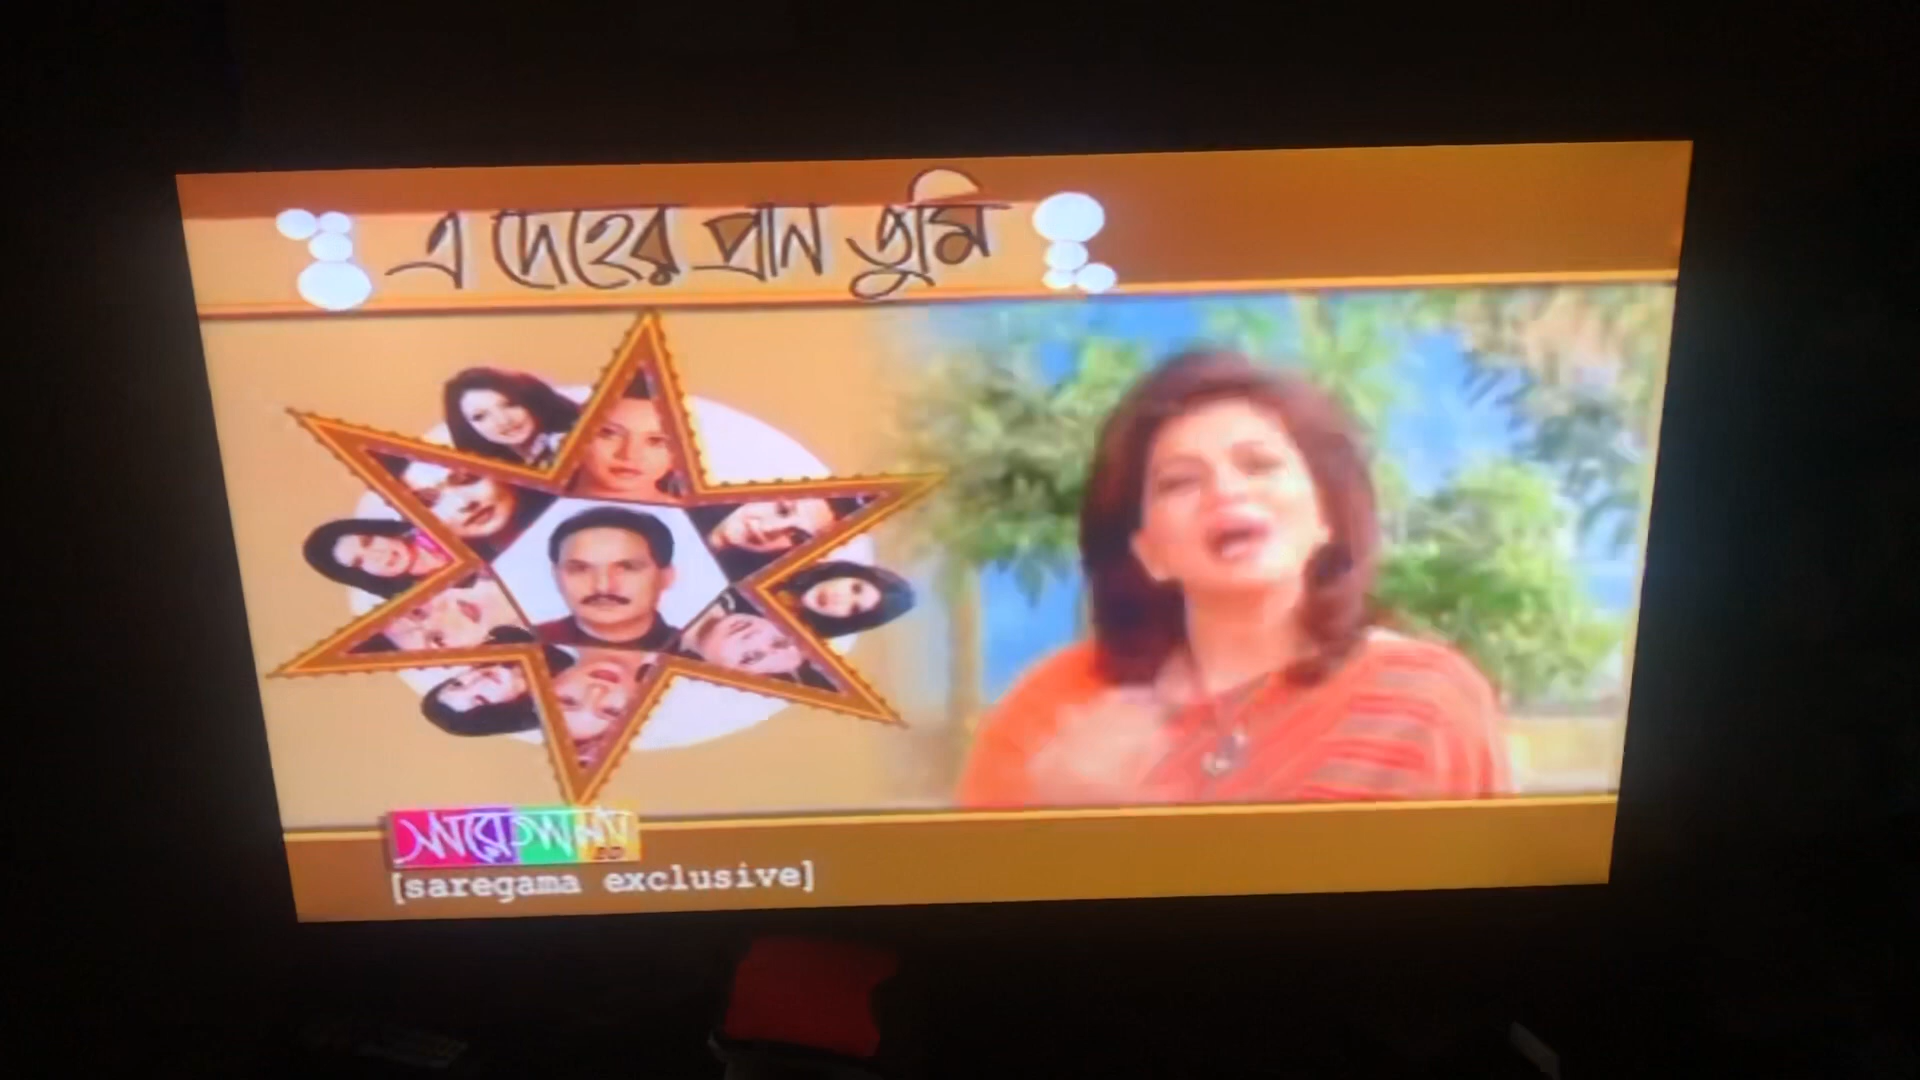 এ দেহের প্রান তুমি
সারেগামা
[saregama exclusive]